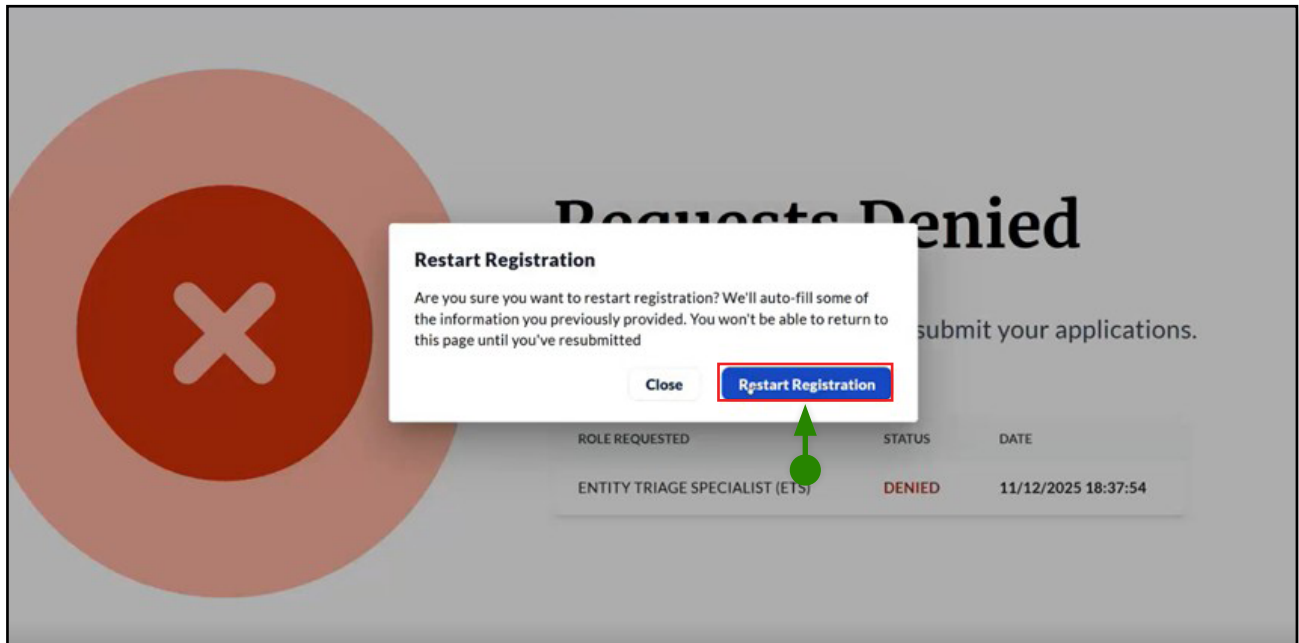 Requests Denied
Restart Registration
Are you sure you want to restart registration? We'll auto-fill some of
the information you previously provided. You won't be able to return to
this page until you've resubmitted
submit your applications.
Close Restart Registration
ROLE REQUESTED STATUS DATE
ENTITY TRIAGE SPECIALIST (ETS) DENIED 11/12/2025 18:37:54